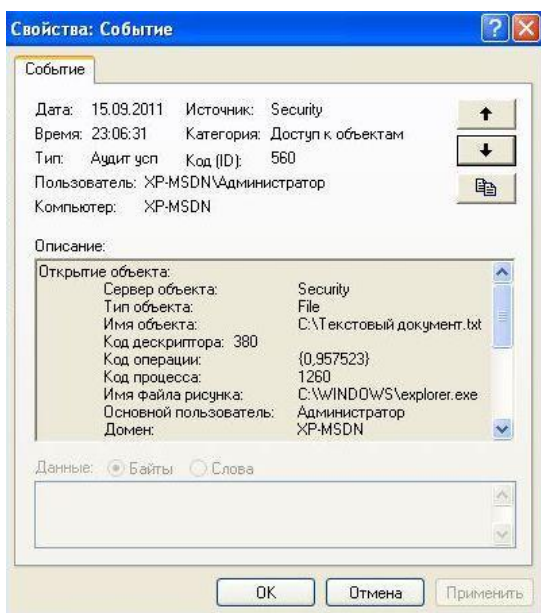 Свойства: Событие
Событие
Дата: 15.09.2011 Источник: Security
Время: 23:06:31 Категория: Доступ к объектам
Тип: Аудит усп Код (ID): 560
Пользователь: XP-MSDN\Администратор
Компьютер: XP-MSDN
Описание:
Открытие объекта:
Сервер объекта: Security
Тип объекта: File
Имя объекта: C:\Текстовый документ.txt
Код дескриптора: 380
Код операции: {0,957523}
Код процесса: 1260
Имя файла рисунка: C:\WINDOWS\explorer.exe
Основной пользователь: Администратор
Домен: XP-MSDN
Данные: Байты Слова
OK Отмена Применить